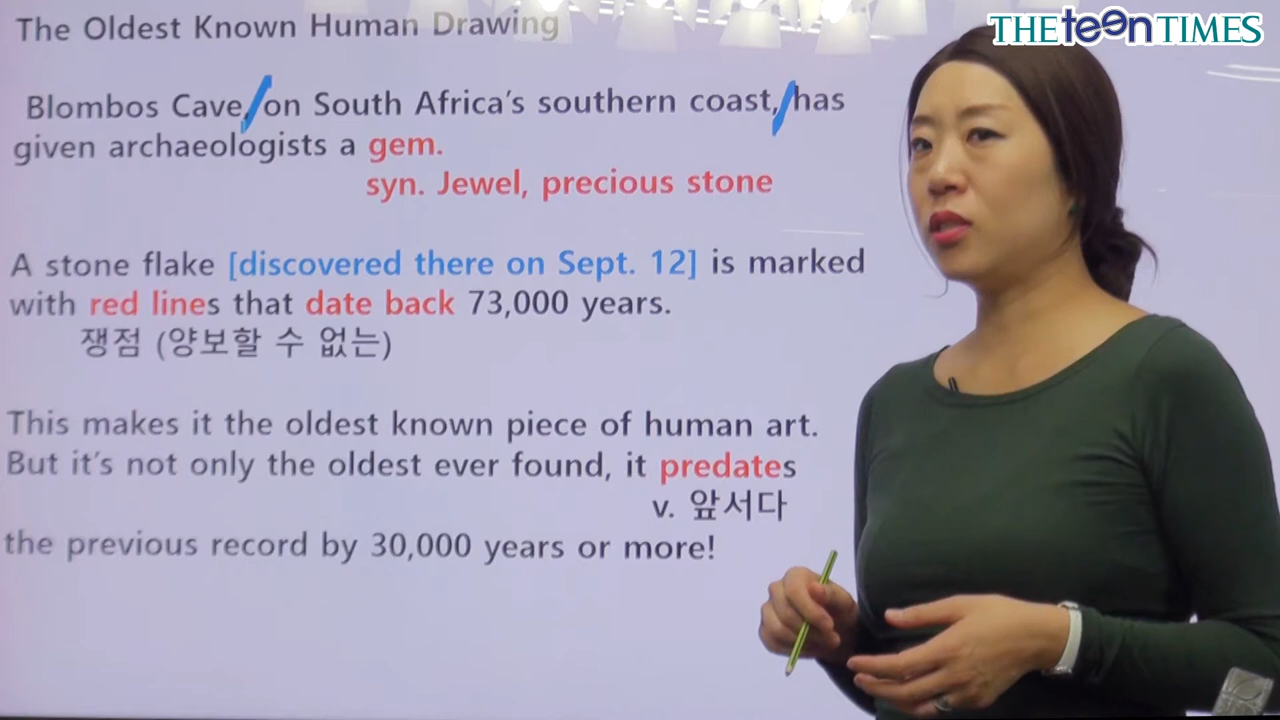 The Oldest Known Human Drawing
THE teen TIMES
Blombos Cave, on South Africa's southern coast, has
given archaeologists a gem.
syn. Jewel, precious stone
A stone flake [discovered there on Sept. 12] is marked
with red lines that date back 73,000 years.
쟁점 (양보할 수 없는)
This makes it the oldest known piece of human art.
But it's not only the oldest ever found, it predates
v. 앞서다
the previous record by 30,000 years or more!